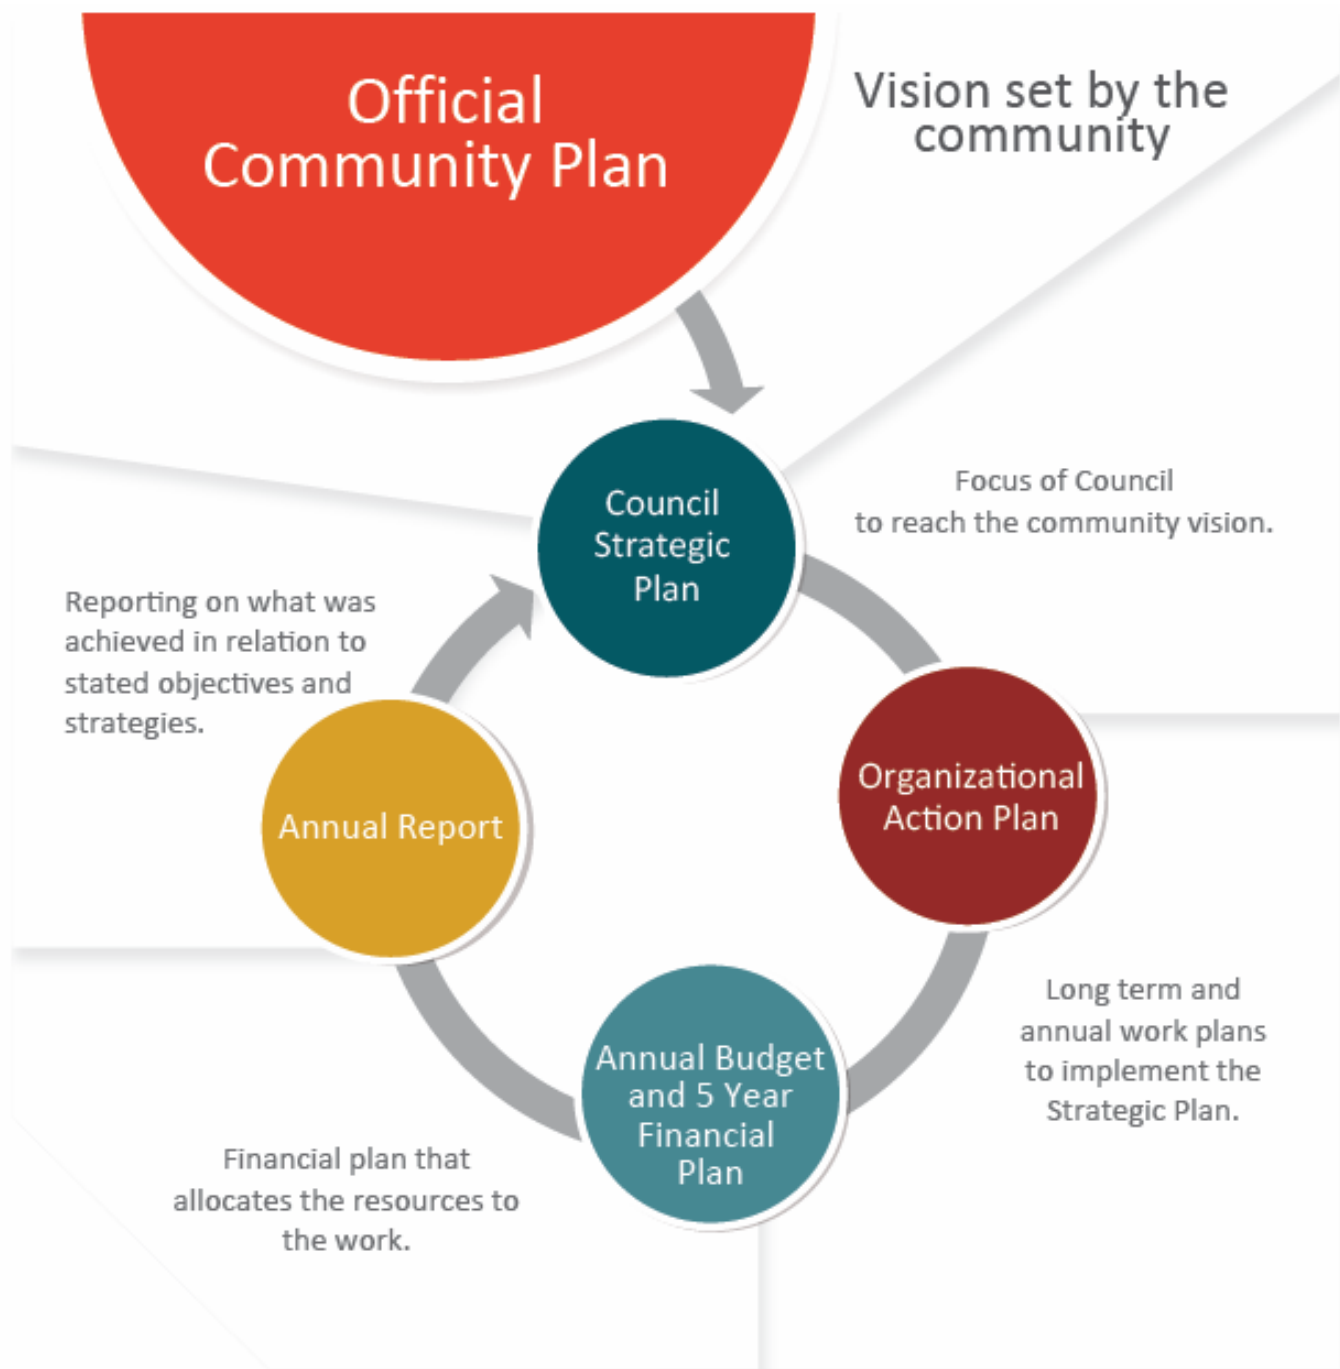 Official
Community Plan
Vision set by the
community
Council
Strategic
Plan
Focus of Council
to reach the community vision.
Organizational
Action Plan
Long term and
annual work plans
to implement the
Strategic Plan.
Annual Budget
and 5 Year
Financial
Plan
Financial plan that
allocates the resources to
the work.
Annual Report
Reporting on what was
achieved in relation to
stated objectives and
strategies.